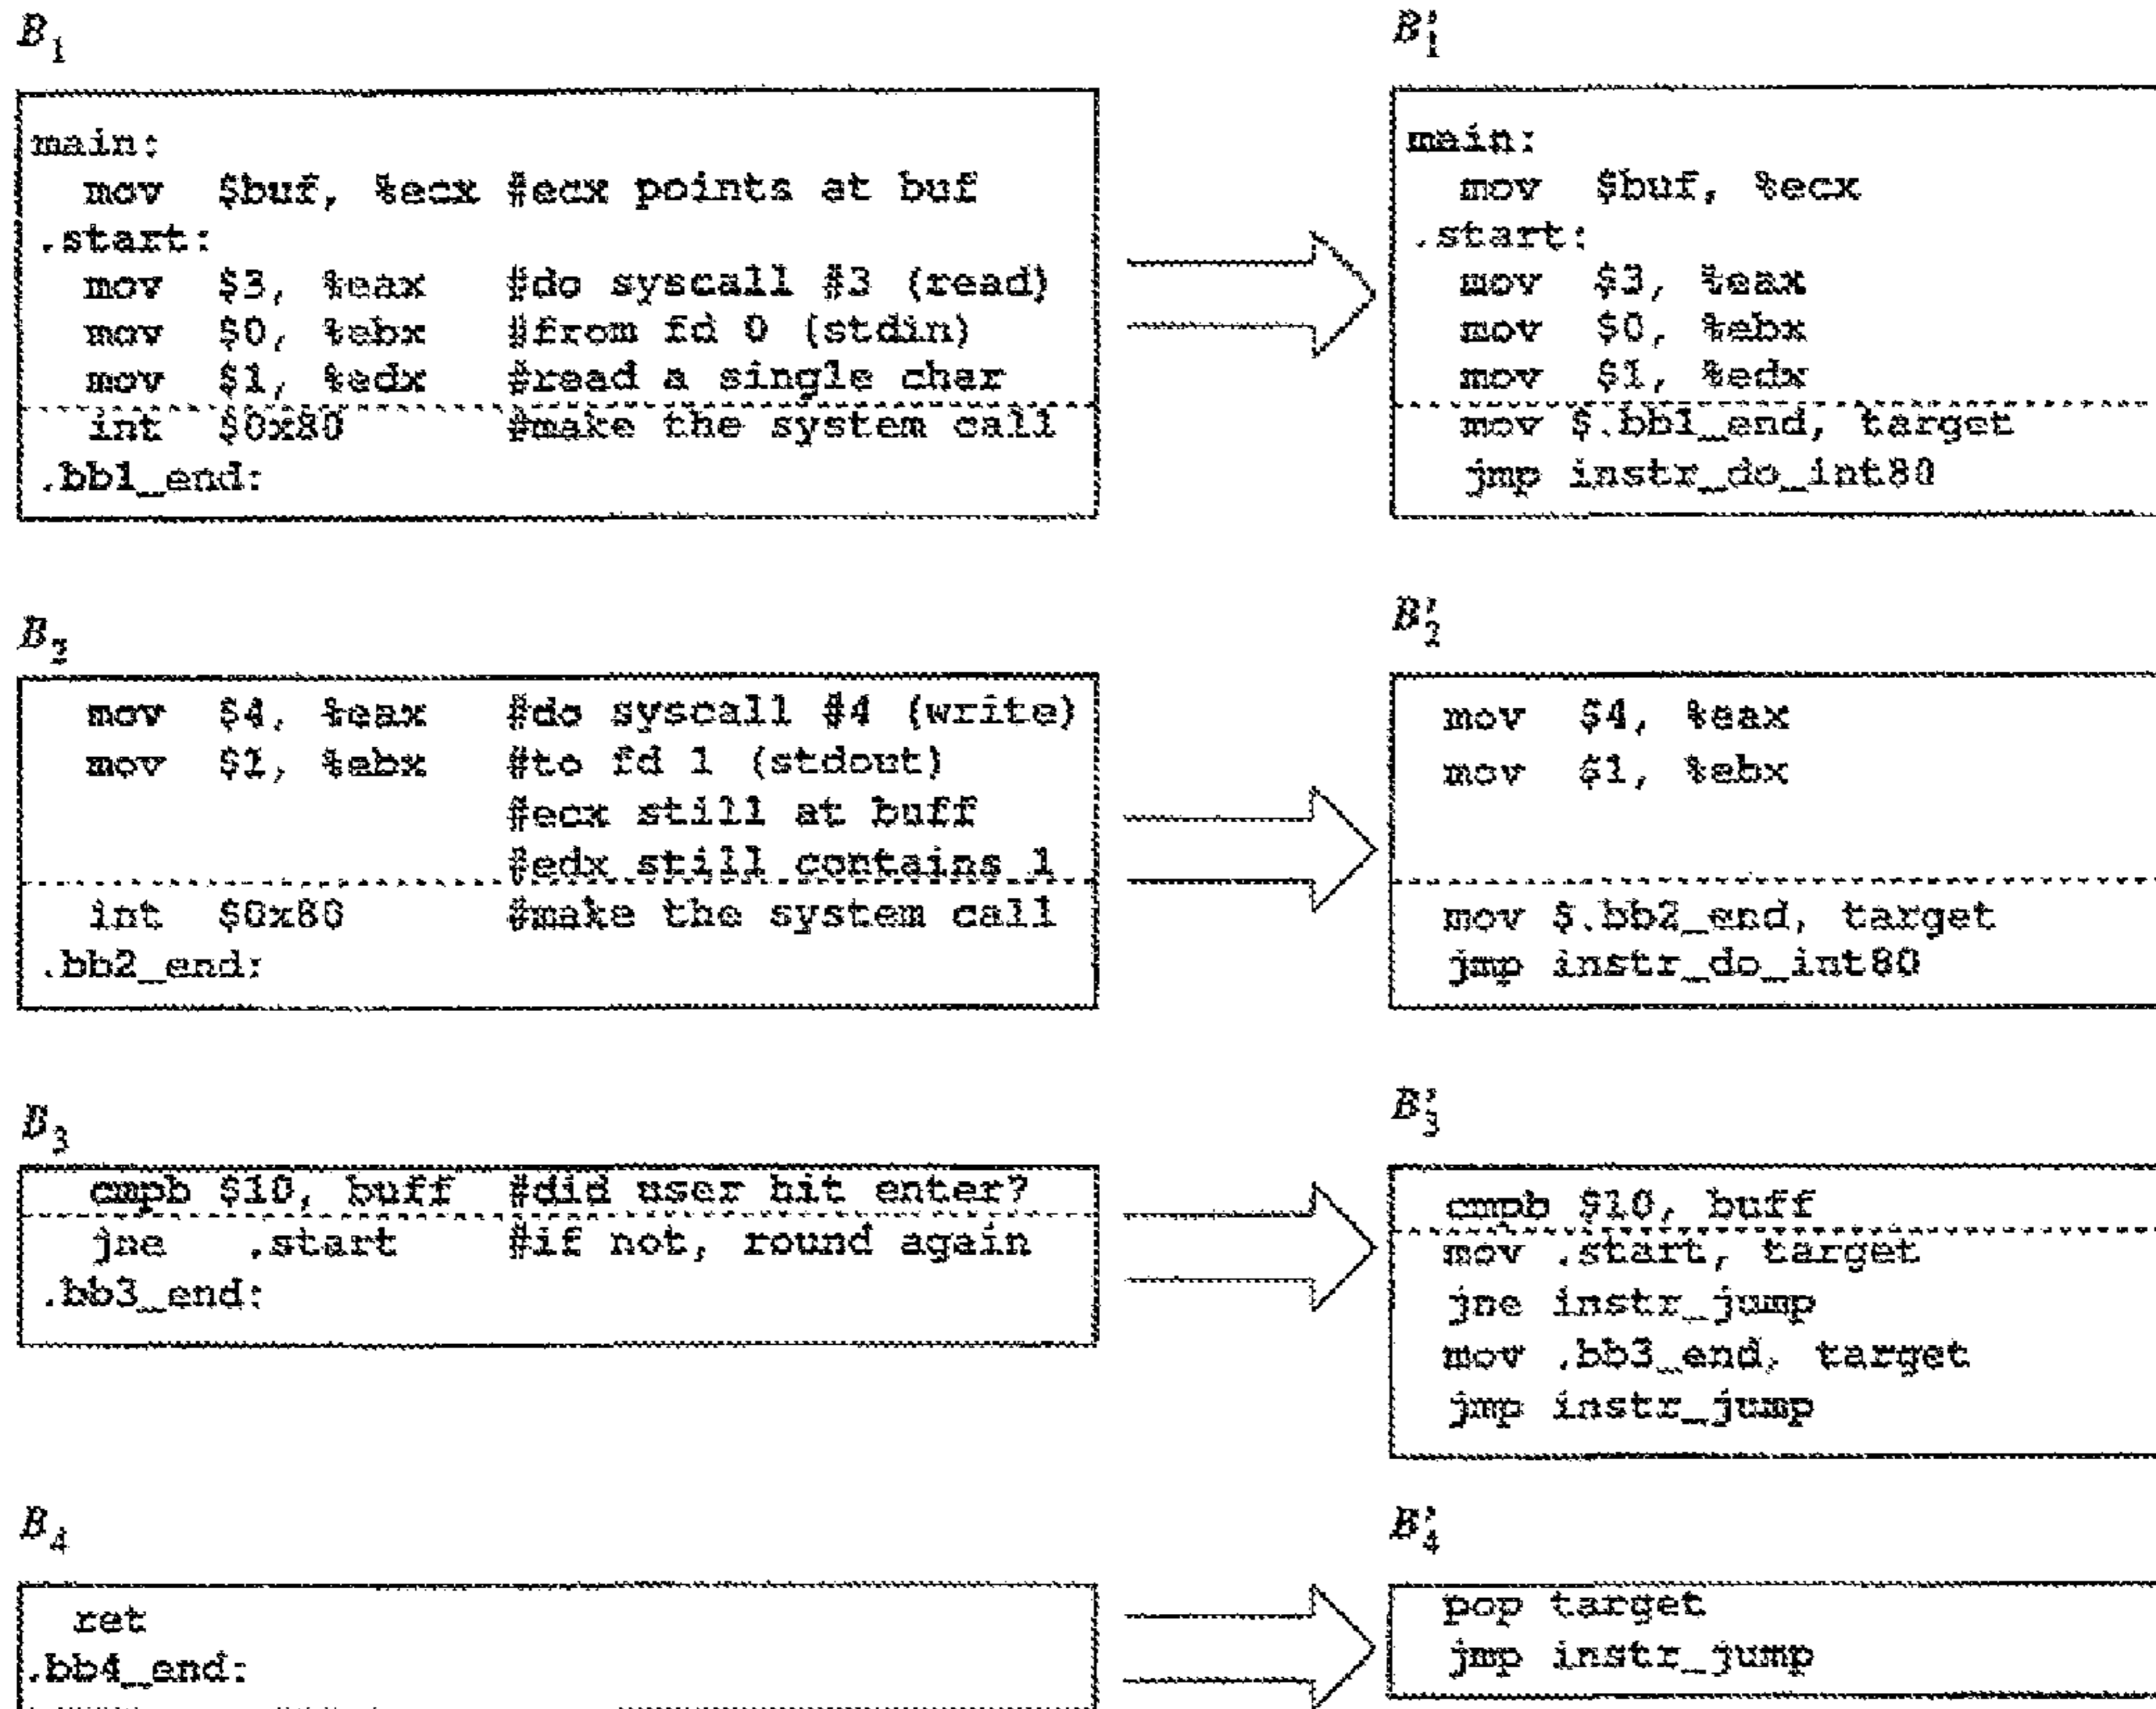 B1
main:
mov $buf, %ecx #ecx points at buf
.start:
mov $3, %eax #do syscall #3 (read)
mov $0, %ebx #from fd 0 (stdin)
mov $1, %edx #read a single char
int $0x80 #make the system call
.bb1_end:
B'1
main:
mov $buf, %ecx
.start:
mov $3, %eax
mov $0, %ebx
mov $1, %edx
mov $.bb1_end, target
jmp instr_do_int80
B2
mov $4, %eax #do syscall #4 (write)
mov $1, %ebx #to fd 1 (stdout)
#ecx still at buff
#edx still contains 1
int $0x80 #make the system call
.bb2_end:
B'2
mov $4, %eax
mov $1, %ebx
mov $.bb2_end, target
jmp instr_do_int80
B3
cmpb $10, buff #did user hit enter?
jne .start #if not, round again
.bb3_end:
B'3
cmpb $10, buff
mov .start, target
jne instr_jump
mov .bb3_end, target
jmp instr_jump
B4
ret
.bb4_end:
B'4
pop target
jmp instr_jump